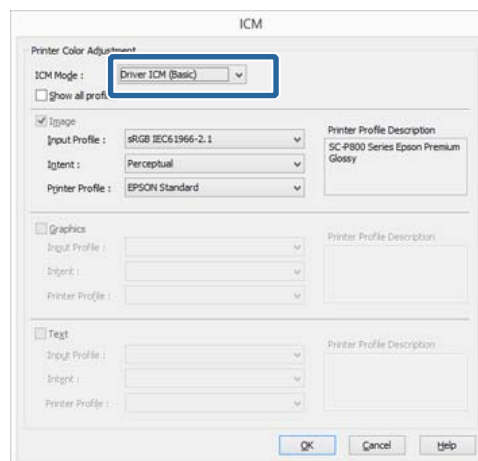 ICM
Printer Color Adjustment
ICM Mode : Driver ICM (Basic)
Show all profi
Image
Input Profile : sRGB IEC61966-2.1
Intent : Perceptual
Printer Profile : EPSON Standard
Printer Profile Description
SC-P800 Series Epson Premium
Glossy
Graphics
Input Profile :
Intent :
Printer Profile :
Printer Profile Description
Text
Input Profile :
Intent :
Printer Profile :
Printer Profile Description
OK Cancel Help